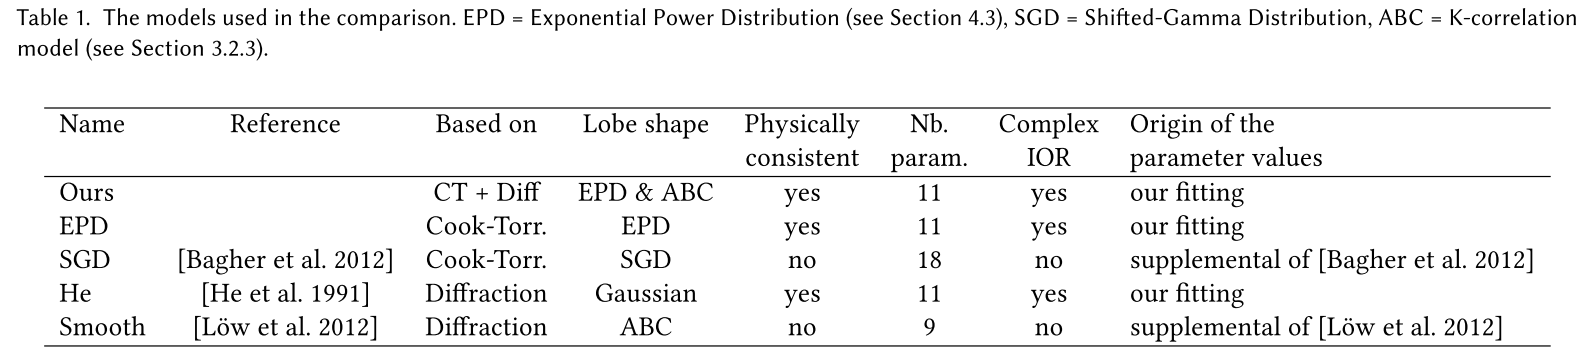 Table 1. The models used in the comparison. EPD = Exponential Power Distribution (see Section 4.3), SGD = Shifted-Gamma Distribution, ABC = K-correlation
model (see Section 3.2.3).
Name Reference Based on Lobe shape Physically Nb. Complex Origin of the
consistent param. IOR parameter values
Ours CT + Diff EPD & ABC yes 11 yes our fitting
EPD Cook-Torr. EPD yes 11 yes our fitting
SGD [Bagher et al. 2012] Cook-Torr. SGD no 18 no supplemental of [Bagher et al. 2012]
He [He et al. 1991] Diffraction Gaussian yes 11 yes our fitting
Smooth [Löw et al. 2012] Diffraction ABC no 9 no supplemental of [Löw et al. 2012]